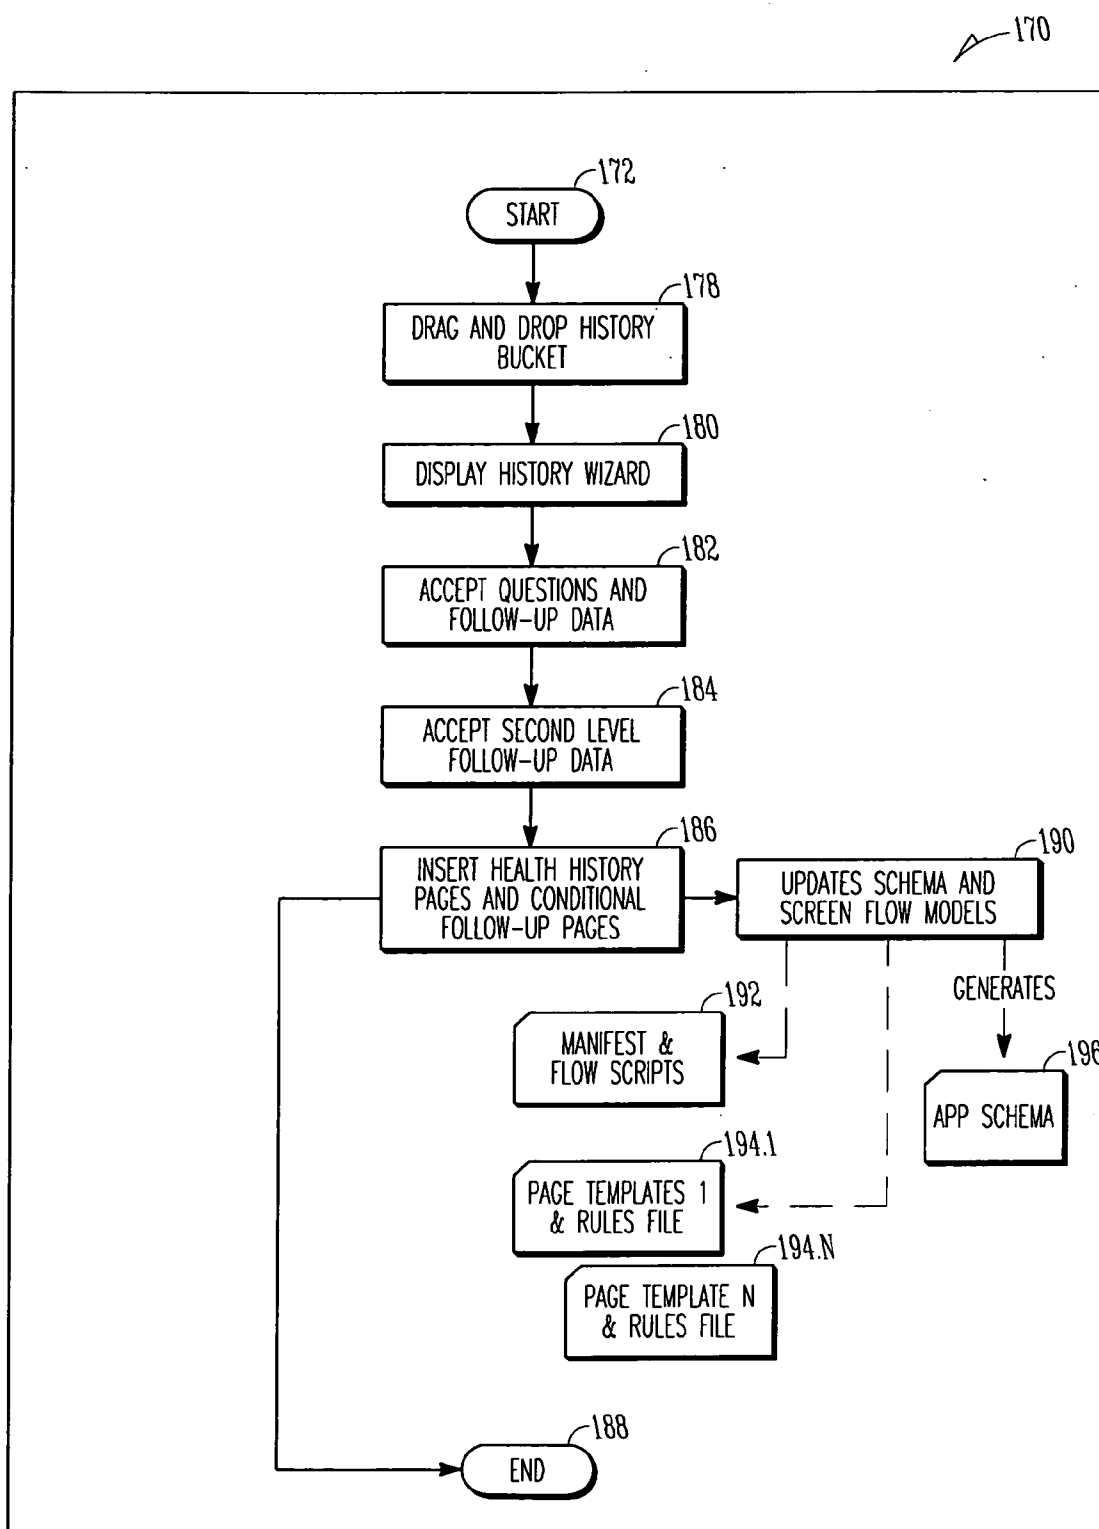 170
172
START
178
DRAG AND DROP HISTORY
BUCKET
180
DISPLAY HISTORY WIZARD
182
ACCEPT QUESTIONS AND
FOLLOW-UP DATA
184
ACCEPT SECOND LEVEL
FOLLOW-UP DATA
186
INSERT HEALTH HISTORY
PAGES AND CONDITIONAL
FOLLOW-UP PAGES
190
UPDATES SCHEMA AND
SCREEN FLOW MODELS
GENERATES
192
MANIFEST &
FLOW SCRIPTS
196
APP SCHEMA
194.1
PAGE TEMPLATES 1
& RULES FILE
194.N
PAGE TEMPLATE N
& RULES FILE
188
END